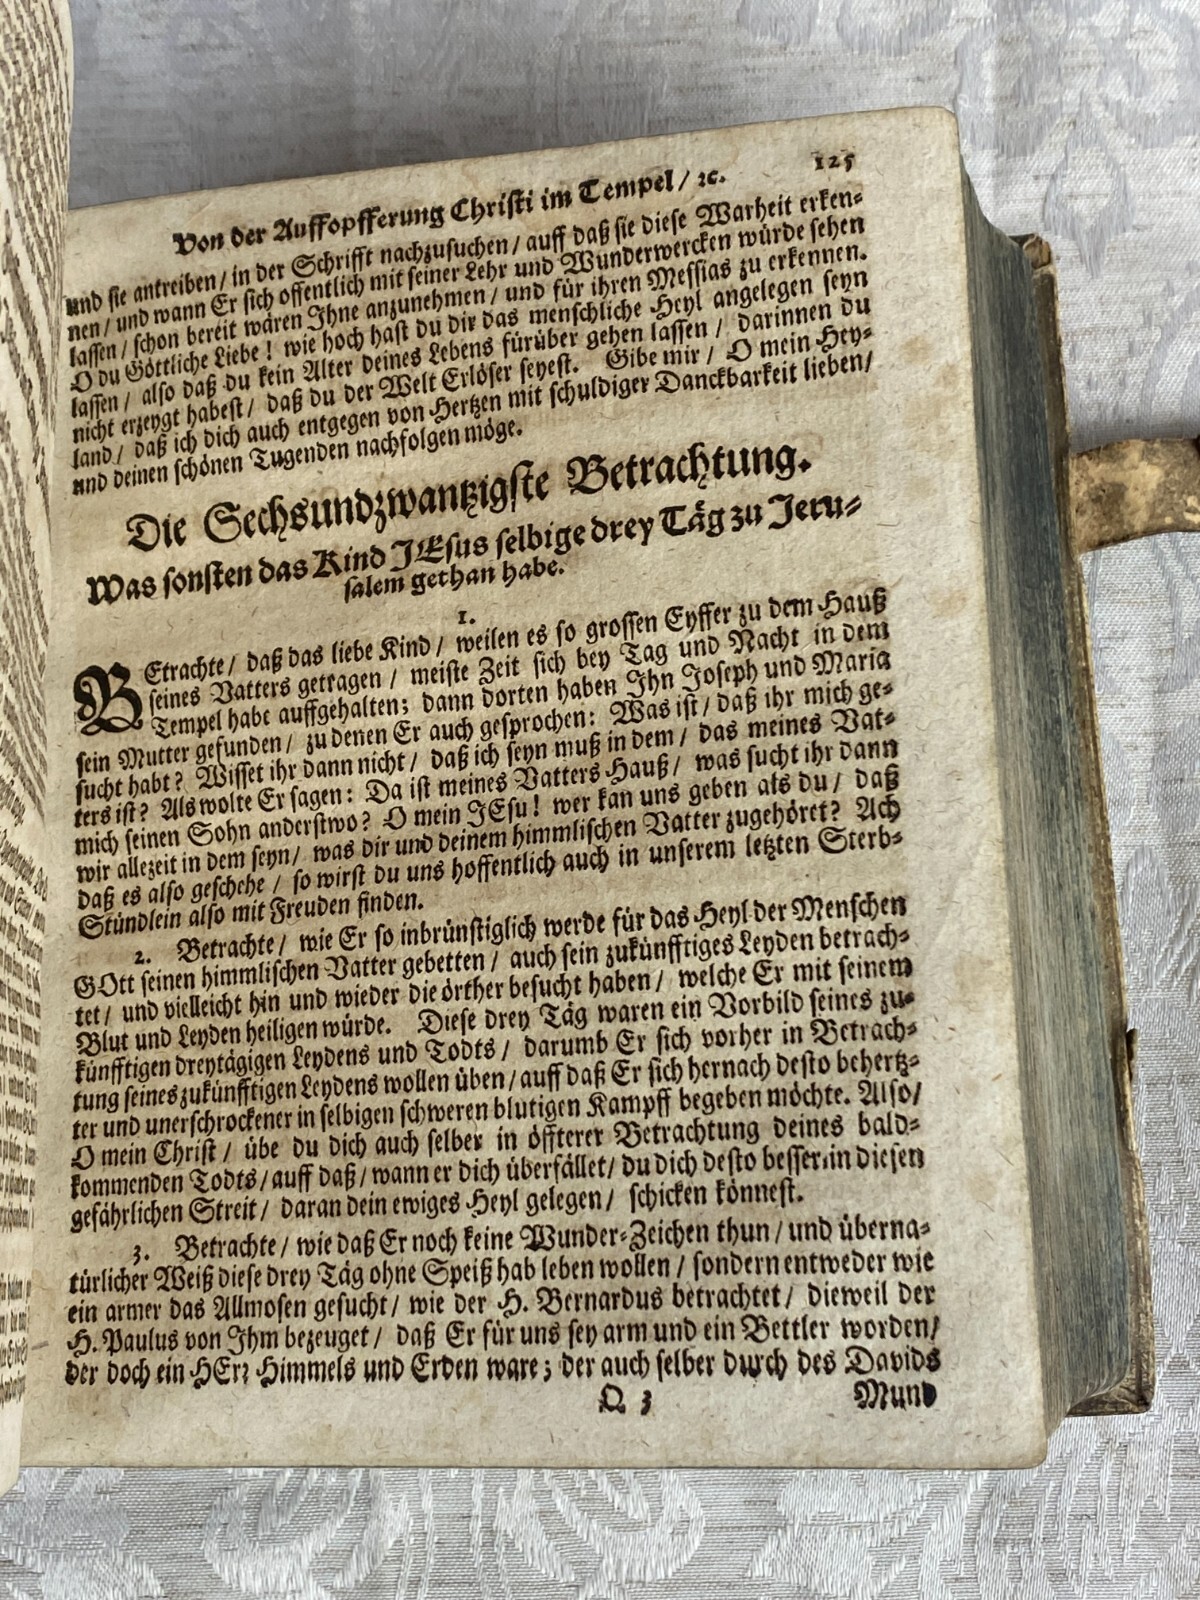 Von der Auffopfferung Christi im Tempel / ꝛc. 125
und sie antreiben / in der Schrifft nachzusuchen / auff daß sie diese Warheit erken-
nen / und wann Er sich offentlich mit seiner Lehr und Wunderwercken würde sehen
lassen / schon bereit wären Ihne anzunehmen / und für ihren Messias zu erkennen.
O du Göttliche Liebe! wie hoch hast du dir das menschliche Heyl angelegen seyn
lassen / also daß du kein Alter deines Lebens fürüber gehen lassen / darinnen du
nicht erzeygt habest / daß du der Welt Erlöser seyest. Gibe mir / O mein Hey-
land / daß ich dich auch entgegen von Hertzen mit schuldiger Danckbarkeit lieben /
und deinen schönen Tugenden nachfolgen möge.
Die Sechsundzwantzigste Betrachtung.
Was sonsten das Kind JEsus selbige drey Täg zu Jeru-
salem gethan habe.
1.
BEtrachte / daß das liebe Kind / weilen es so grossen Eyffer zu dem Hauß
seines Vatters getragen / meiste Zeit sich bey Tag und Nacht in dem
Tempel habe auffgehalten; dann dorten haben Ihn Joseph und Maria
sein Mutter gefunden / zu denen Er auch gesprochen: Was ist / daß ihr mich ge-
sucht habt? Wisset ihr dann nicht / daß ich seyn muß in dem / das meines Vat-
ters ist? Als wolte Er sagen: Da ist meines Vatters Hauß / was sucht ihr dann
mich seinen Sohn anderstwo? O mein JEsu! wer kan uns geben als du / daß
wir allezeit in dem seyn / was dir und deinem himmlischen Vatter zugehöret? Ach
daß es also geschehe / so wirst du uns hoffentlich auch in unserem letzten Sterb-
Stündlein also mit Freuden finden.
2. Betrachte / wie Er so inbrünstiglich werde für das Heyl der Menschen
GOtt seinen himmlischen Vatter gebetten / auch sein zukünfftiges Leyden betrach-
tet / und vielleicht hin und wieder die örther besucht haben / welche Er mit seinem
Blut und Leyden heiligen würde. Diese drey Täg waren ein Vorbild seines zu-
künfftigen dreytägigen Leydens und Todts / darumb Er sich vorher in Betrach-
tung seines zukünfftigen Leydens wollen üben / auff daß Er sich hernach desto behertz-
ter und unerschrockener in selbigen schweren blutigen Kampff begeben möchte. Also /
O mein Christ / übe du dich auch selber in öffterer Betrachtung deines bald-
kommenden Todts / auff daß / wann er dich überfället / du dich desto besser in diesen
gefährlichen Streit / daran dein ewiges Heyl gelegen / schicken könnest.
3. Betrachte / wie daß Er noch keine Wunder-Zeichen thun / und überna-
türlicher Weiß diese drey Täg ohne Speiß hab leben wollen / sondern entweder wie
ein armer das Allmosen gesucht / wie der H. Bernardus betrachtet / dieweil der
H. Paulus von Ihm bezeuget / daß Er für uns sey arm und ein Bettler worden /
der doch ein HErꝛ Himmels und Erden ware; der auch selber durch des Davids
Q 3 Mund